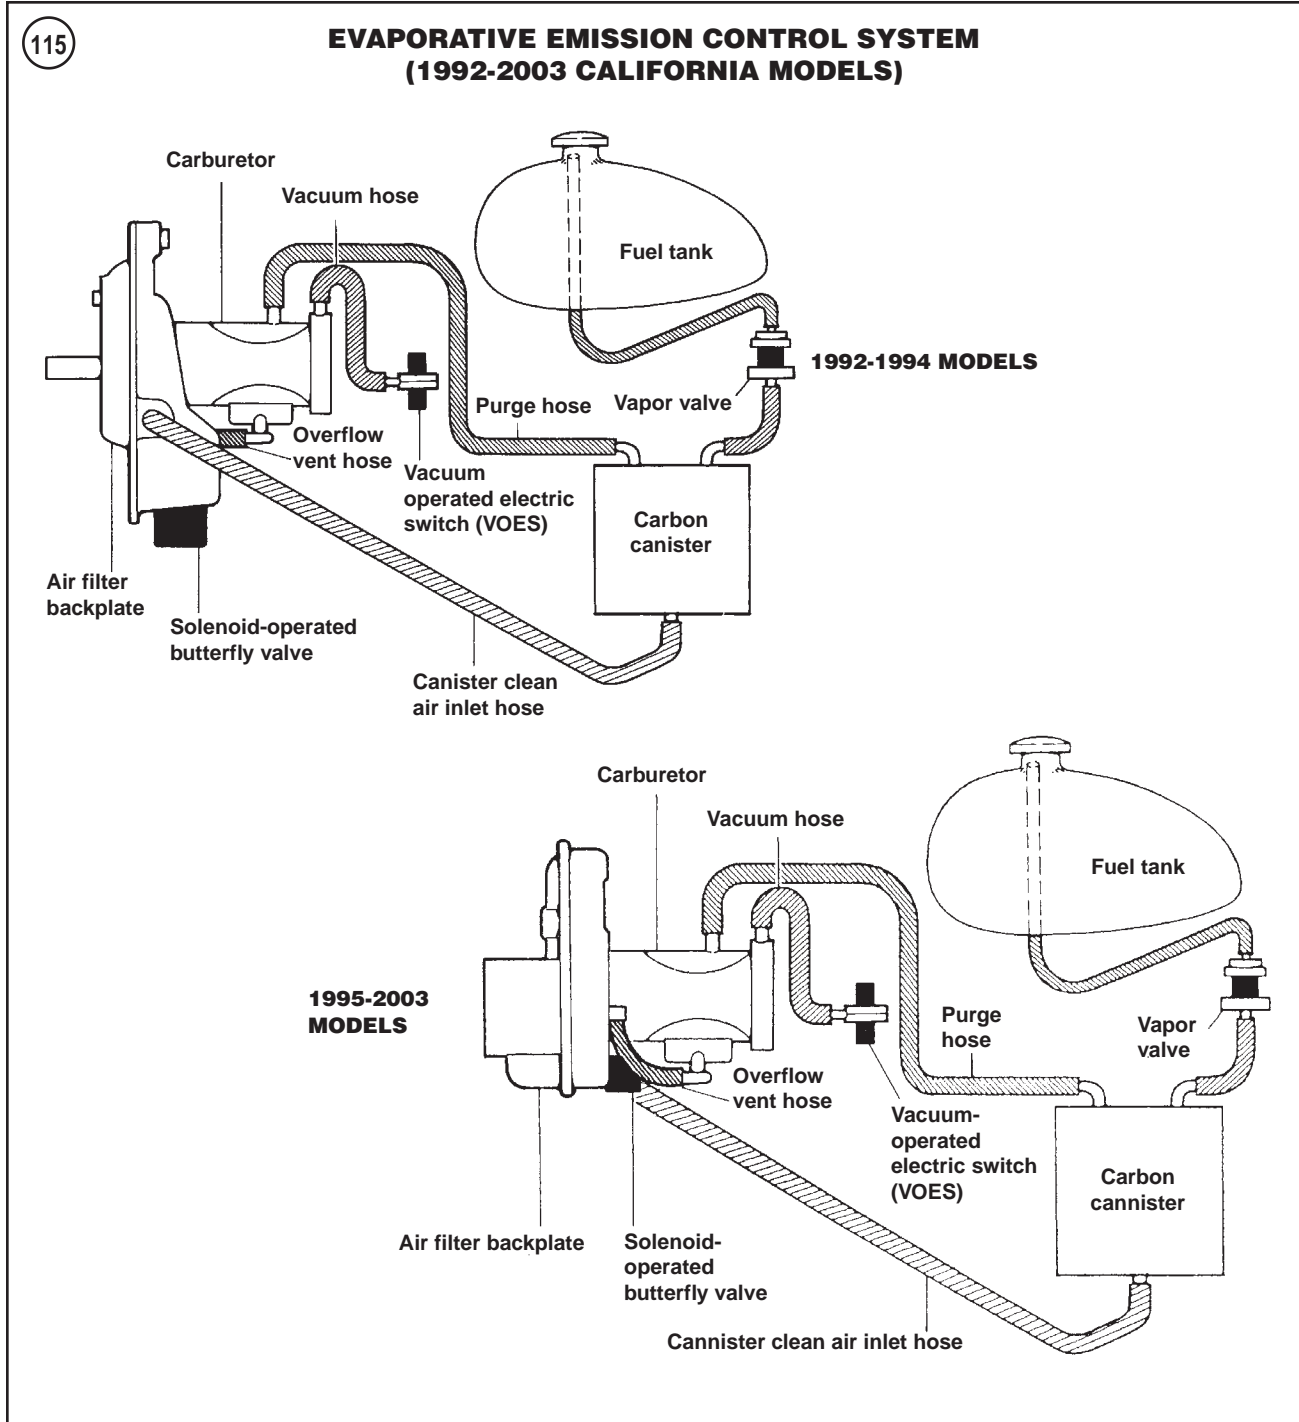 115
EVAPORATIVE EMISSION CONTROL SYSTEM
(1992-2003 CALIFORNIA MODELS)
Carburetor
Vacuum hose
Fuel tank
1992-1994 MODELS
Purge hose
Vapor valve
Overflow
vent hose
Vacuum
operated electric
switch (VOES)
Carbon
canister
Air filter
backplate
Solenoid-operated
butterfly valve
Canister clean
air inlet hose
Carburetor
Vacuum hose
Fuel tank
1995-2003
MODELS
Purge
hose
Vapor
valve
Overflow
vent hose
Vacuum-
operated
electric switch
(VOES)
Carbon
cannister
Air filter backplate
Solenoid-
operated
butterfly valve
Cannister clean air inlet hose